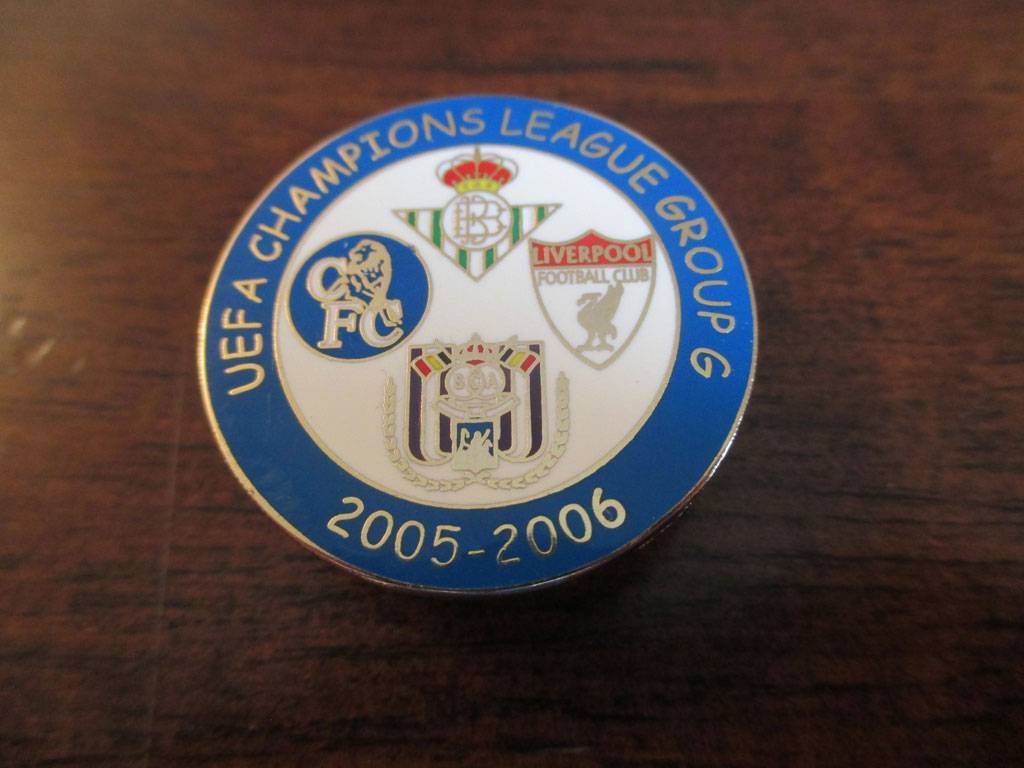 UEFA CHAMPIONS LEAGUE GROUP G
CFC
LIVERPOOL
FOOTBALL CLUB
SCA
2005-2006